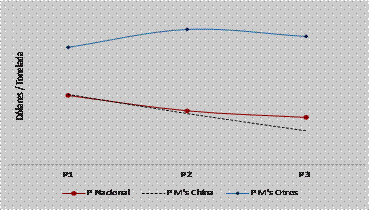 Dólares / Tonelada
P1 P2 P3
P Nacional P M's China P M's Otros